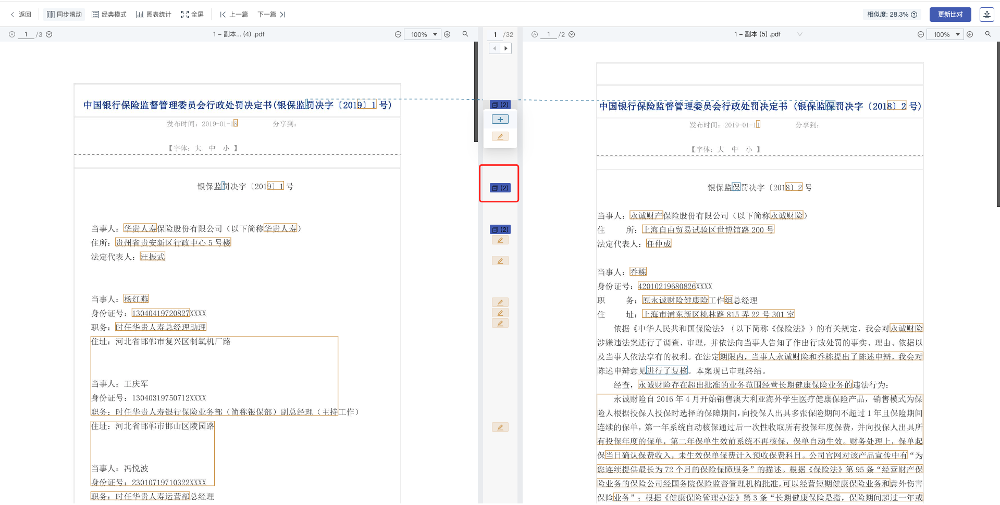 返回 同步滚动 经典模式 图表统计 全屏 上一篇 下一篇 相似度: 28.3% 更新比对
1 /3 1 – 副本... (4) .pdf 100% 1 /32 1 /2 1 – 副本 (5) .pdf 100%
中国银行保险监督管理委员会行政处罚决定书(银保监罚决字〔2019〕1 号)
发布时间：2019-01-18 分享到：
【字体：大 中 小 】
银保监罚决字〔2019〕1 号
当事人：华贵人寿保险股份有限公司（以下简称华贵人寿）
住所：贵州省贵安新区行政中心 5 号楼
法定代表人：汪振武
当事人：杨红燕
身份证号：13040419720827XXXX
职务：时任华贵人寿总经理助理
住址：河北省邯郸市复兴区制氧机厂路
当事人：王庆军
身份证号：13040319750712XXXX
职务：时任华贵人寿银行保险业务部（简称银保部）副总经理（主持工作）
住址：河北省邯郸市邯山区陵园路
当事人：冯悦波
身份证号：23010719710322XXXX
职务：时任华贵人寿运营部总经理
(2)
+
(2)
(2)
中国银行保险监督管理委员会行政处罚决定书（银保监保罚决字〔2018〕2 号)
发布时间：2019-01-11 分享到：
【字体：大 中 小 】
银保监保罚决字〔2018〕2 号
当事人：永诚财产保险股份有限公司（以下简称永诚财险）
住 所：上海自由贸易试验区世博馆路 200 号
法定代表人：任仲成
当事人：乔栋
身份证号：42010219680826XXXX
职 务：原永诚财险健康险工作组总经理
住 址：上海市浦东新区桃林路 815 弄 22 号 301 室
依据《中华人民共和国保险法》（以下简称《保险法》）的有关规定，我会对永诚财险
涉嫌违法案进行了调查、审理，并依法向当事人告知了作出行政处罚的事实、理由、依据以
及当事人依法享有的权利。在法定期限内，当事人永诚财险和乔栋提出了陈述申辩，我会对
陈述申辩意见进行了复核。本案现已审理终结。
经查，永诚财险存在超出批准的业务范围经营长期健康保险业务的违法行为：
永诚财险自 2016 年 4 月开始销售澳大利亚海外学生医疗健康保险产品，销售模式为保
险人根据投保人投保时选择的保障期间，向投保人出具多张保险期间不超过 1 年且保险期间
连续的保单，第一年系统自动核保通过后一次性收取所有投保年度保费，并向投保人出具所
有投保年度的保单，第二年保单生效前系统不再核保，保单自动生效。财务处理上，保单起
保当日确认保费收入，未生效保单保费计入预收保费科目。公司官网对该产品宣传中有“为
您连续提供最长为 72 个月的保险保障服务”的描述。根据《保险法》第 95 条“经营财产保
险业务的保险公司经国务院保险监督管理机构批准，可以经营短期健康保险业务和意外伤害
保险业务”；根据《健康保险管理办法》第 3 条“长期健康保险是指，保险期间超过一年或